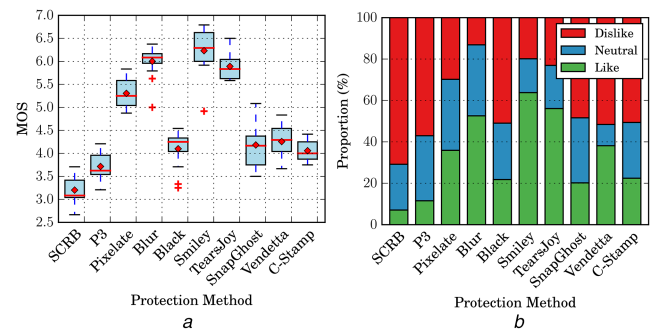 7.0
6.5
6.0
5.5
5.0
4.5
4.0
3.5
3.0
2.5
MOS
SCRB
P3
Pixelate
Blur
Black
Smiley
TearsJoy
SnapGhost
Vendetta
C-Stamp
Protection Method
a
100
80
60
40
20
0
Proportion (%)
Dislike
Neutral
Like
SCRB
P3
Pixelate
Blur
Black
Smiley
TearsJoy
SnapGhost
Vendetta
C-Stamp
Protection Method
b